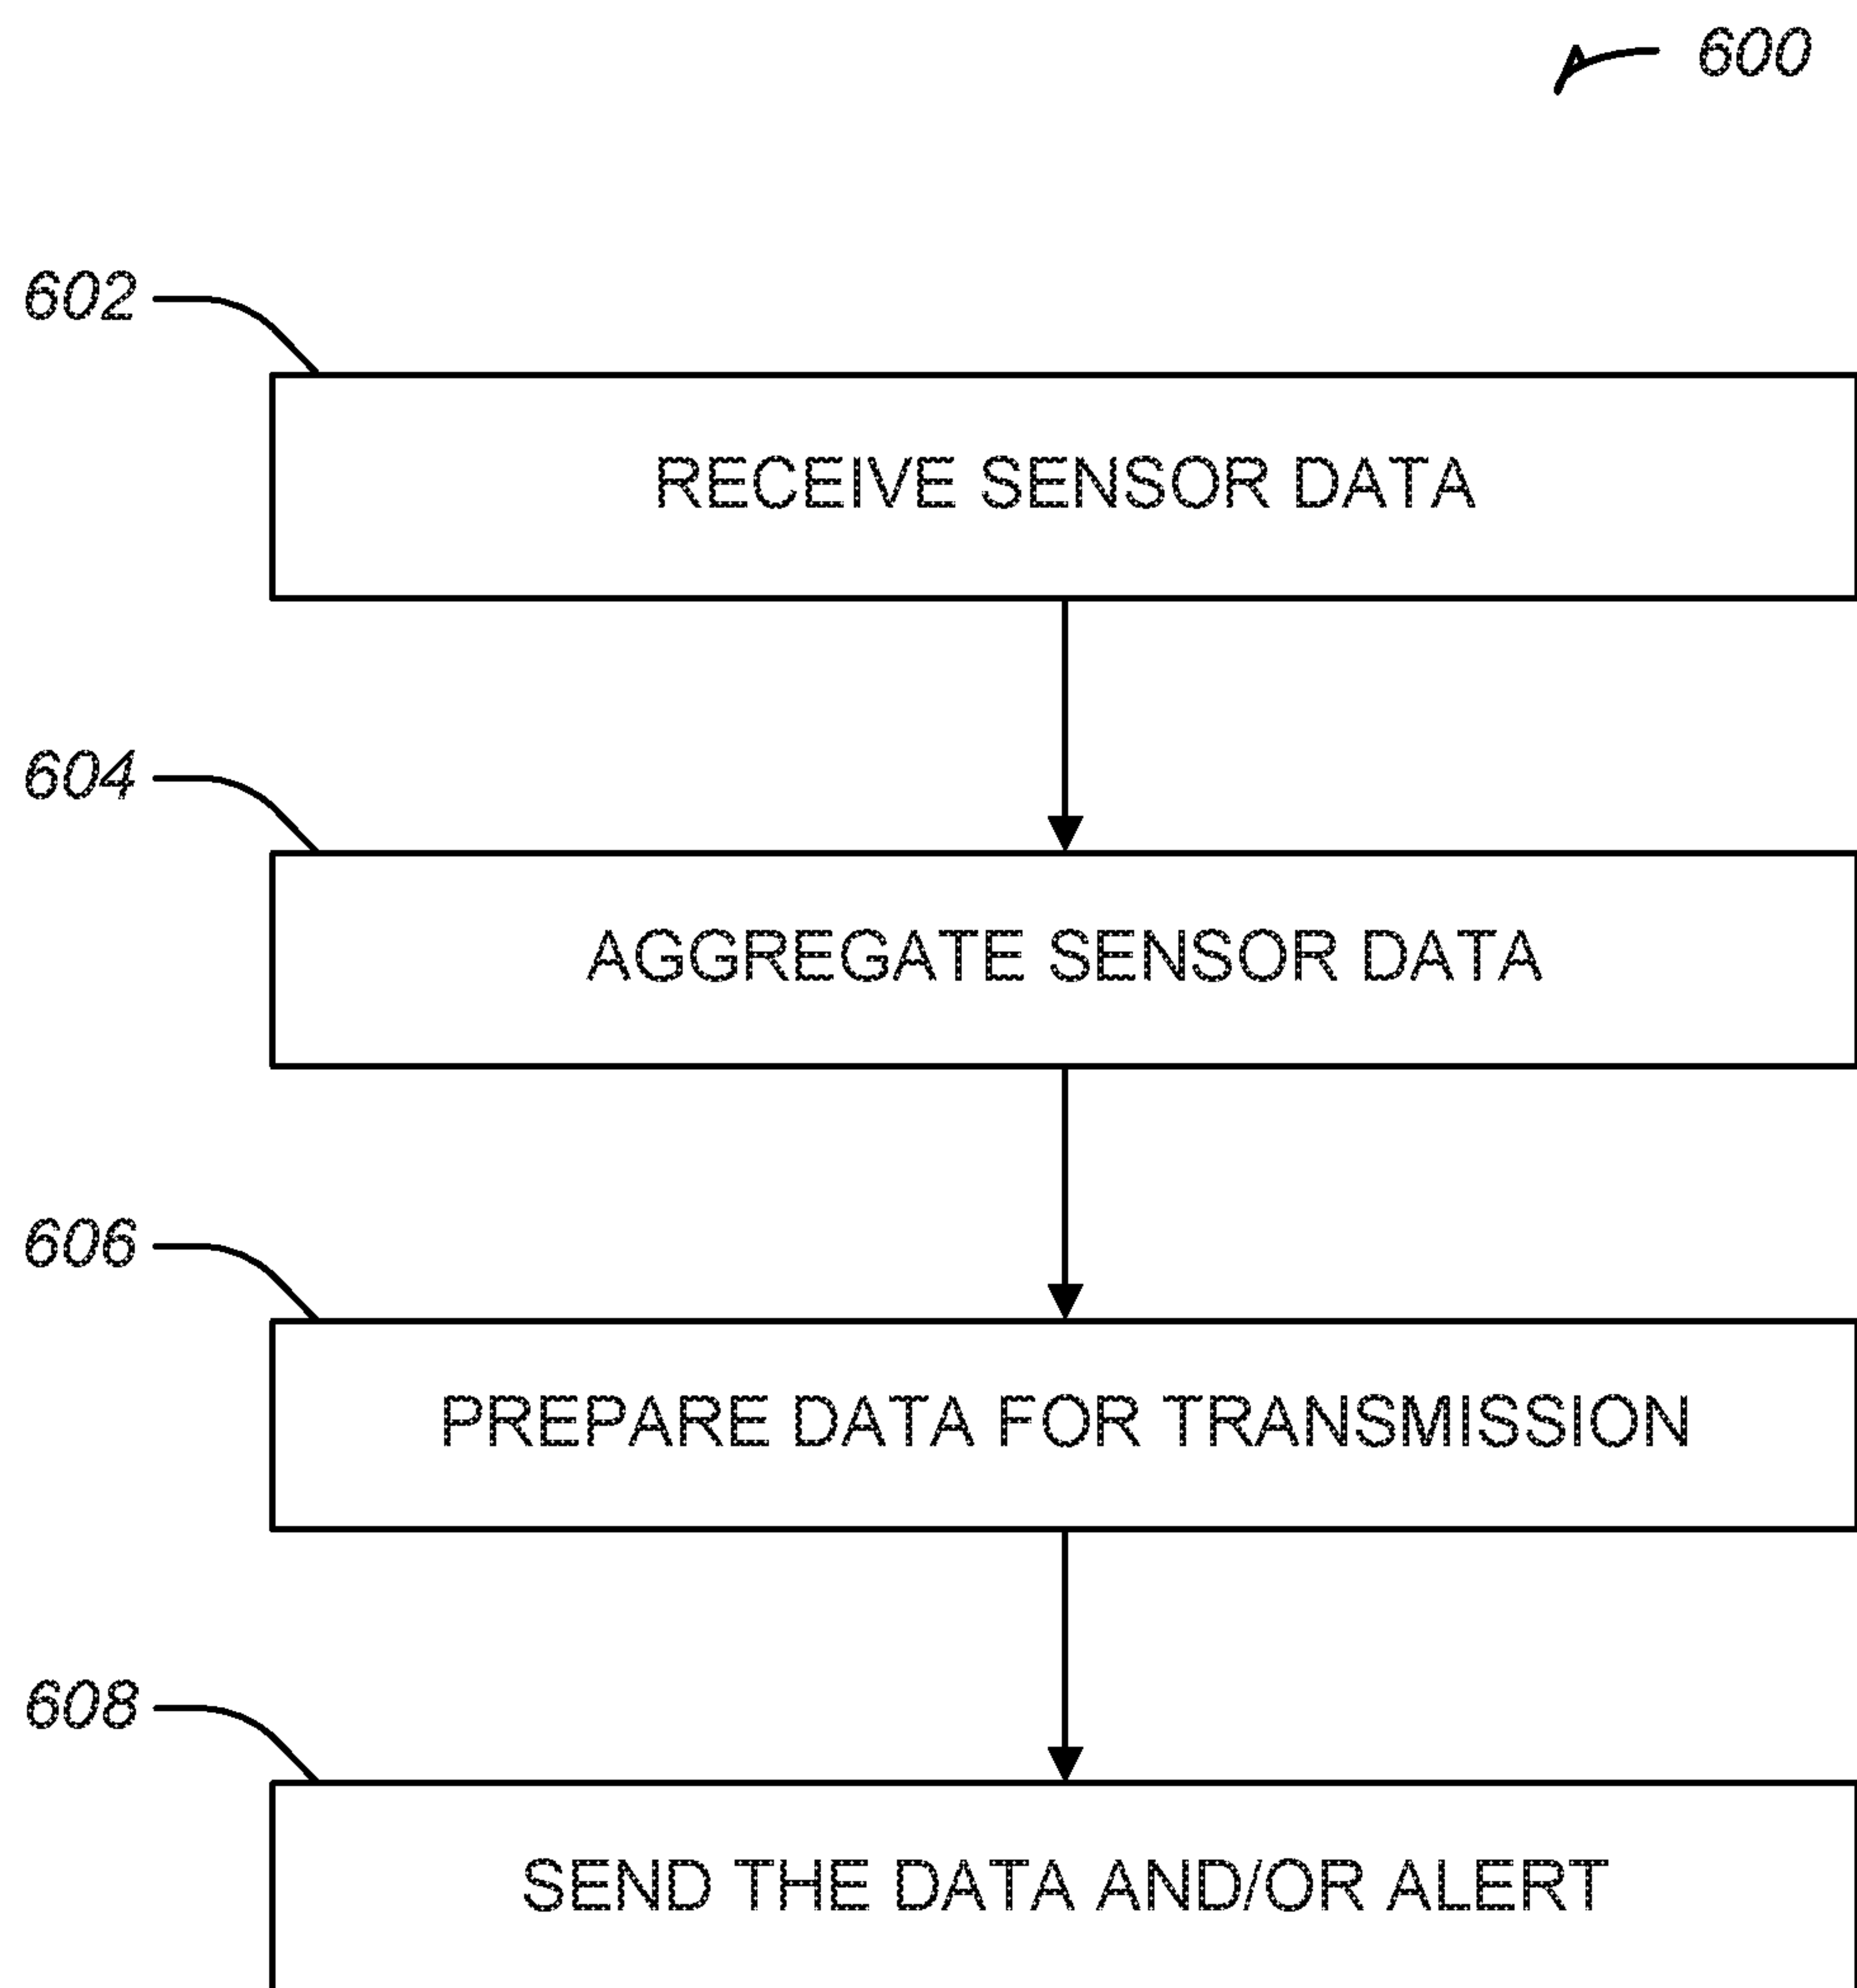 600
602
RECEIVE SENSOR DATA
604
AGGREGATE SENSOR DATA
606
PREPARE DATA FOR TRANSMISSION
608
SEND THE DATA AND/OR ALERT